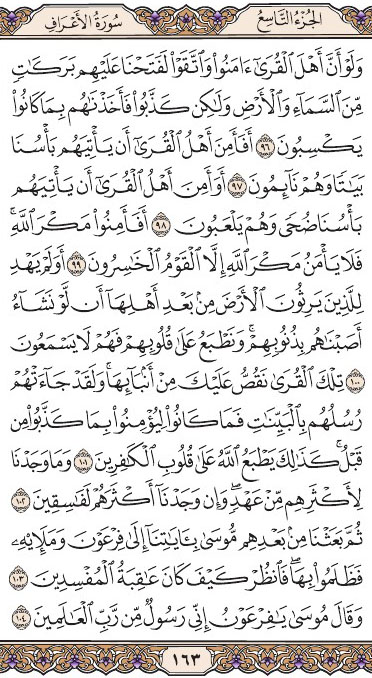 سُورَةُ الأَعْرَافِ الجُزْءُ التَّاسِعُ
وَلَوْ أَنَّ أَهْلَ ٱلْقُرَىٰٓ ءَامَنُوا۟ وَٱتَّقَوْا۟ لَفَتَحْنَا عَلَيْهِم بَرَكَٰتٍ
مِّنَ ٱلسَّمَآءِ وَٱلْأَرْضِ وَلَٰكِن كَذَّبُوا۟ فَأَخَذْنَٰهُم بِمَا كَانُوا۟
يَكْسِبُونَ ٩٦ أَفَأَمِنَ أَهْلُ ٱلْقُرَىٰٓ أَن يَأْتِيَهُم بَأْسُنَا
بَيَٰتًا وَهُمْ نَآئِمُونَ ٩٧ أَوَأَمِنَ أَهْلُ ٱلْقُرَىٰٓ أَن يَأْتِيَهُم
بَأْسُنَا ضُحًى وَهُمْ يَلْعَبُونَ ٩٨ أَفَأَمِنُوا۟ مَكْرَ ٱللَّهِ ۚ
فَلَا يَأْمَنُ مَكْرَ ٱللَّهِ إِلَّا ٱلْقَوْمُ ٱلْخَٰسِرُونَ ٩٩ أَوَلَمْ يَهْدِ
لِلَّذِينَ يَرِثُونَ ٱلْأَرْضَ مِنۢ بَعْدِ أَهْلِهَآ أَن لَّوْ نَشَآءُ
أَصَبْنَٰهُم بِذُنُوبِهِمْ ۚ وَنَطْبَعُ عَلَىٰ قُلُوبِهِمْ فَهُمْ لَا يَسْمَعُونَ
١٠٠ تِلْكَ ٱلْقُرَىٰ نَقُصُّ عَلَيْكَ مِنْ أَنۢبَآئِهَا ۚ وَلَقَدْ جَآءَتْهُمْ
رُسُلُهُم بِٱلْبَيِّنَٰتِ فَمَا كَانُوا۟ لِيُؤْمِنُوا۟ بِمَا كَذَّبُوا۟ مِن
قَبْلُ ۚ كَذَٰلِكَ يَطْبَعُ ٱللَّهُ عَلَىٰ قُلُوبِ ٱلْكَٰفِرِينَ ١٠١ وَمَا وَجَدْنَا
لِأَكْثَرِهِم مِّنْ عَهْدٍ ۖ وَإِن وَجَدْنَآ أَكْثَرَهُمْ لَفَٰسِقِينَ ١٠٢
ثُمَّ بَعَثْنَا مِنۢ بَعْدِهِم مُّوسَىٰ بِـَٔايَٰتِنَآ إِلَىٰ فِرْعَوْنَ وَمَلَإِي۟هِۦ
فَظَلَمُوا۟ بِهَا ۖ فَٱنظُرْ كَيْفَ كَانَ عَٰقِبَةُ ٱلْمُفْسِدِينَ ١٠٣
وَقَالَ مُوسَىٰ يَٰفِرْعَوْنُ إِنِّى رَسُولٌ مِّن رَّبِّ ٱلْعَٰلَمِينَ ١٠٤
١٦٣